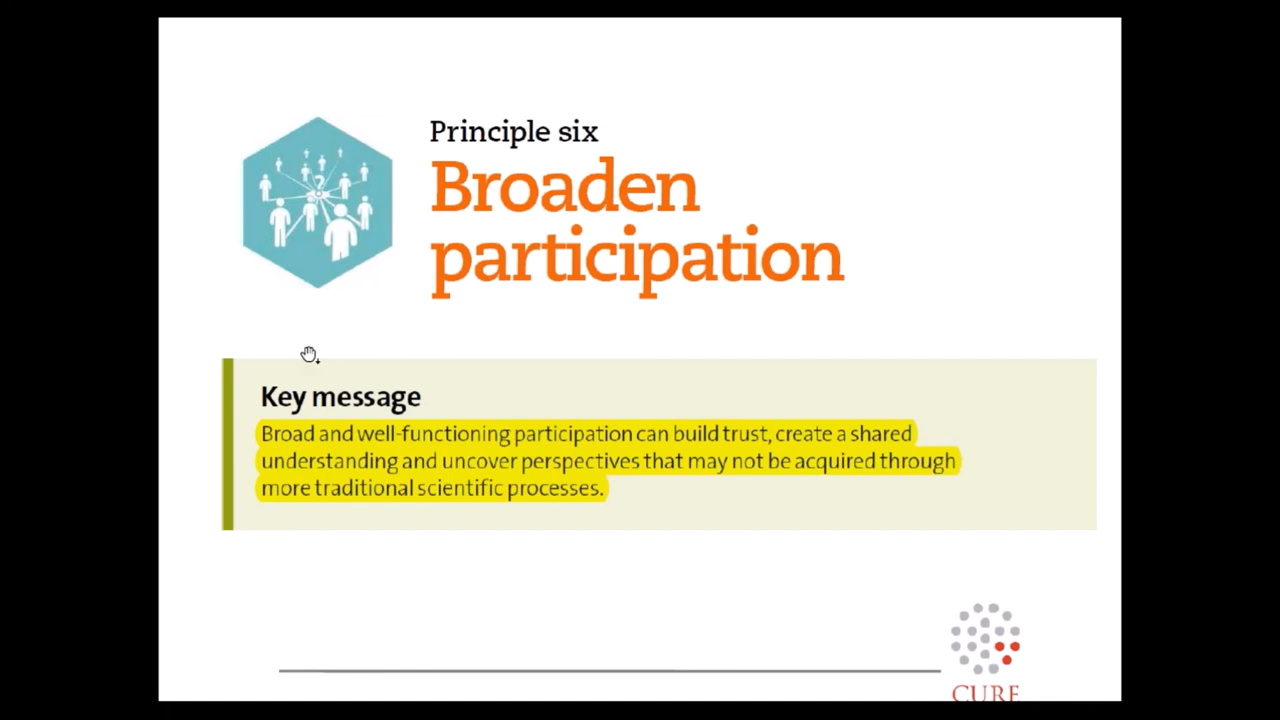 Principle six
Broaden
participation
Key message
Broad and well-functioning participation can build trust, create a shared
understanding and uncover perspectives that may not be acquired through
more traditional scientific processes.
CURE